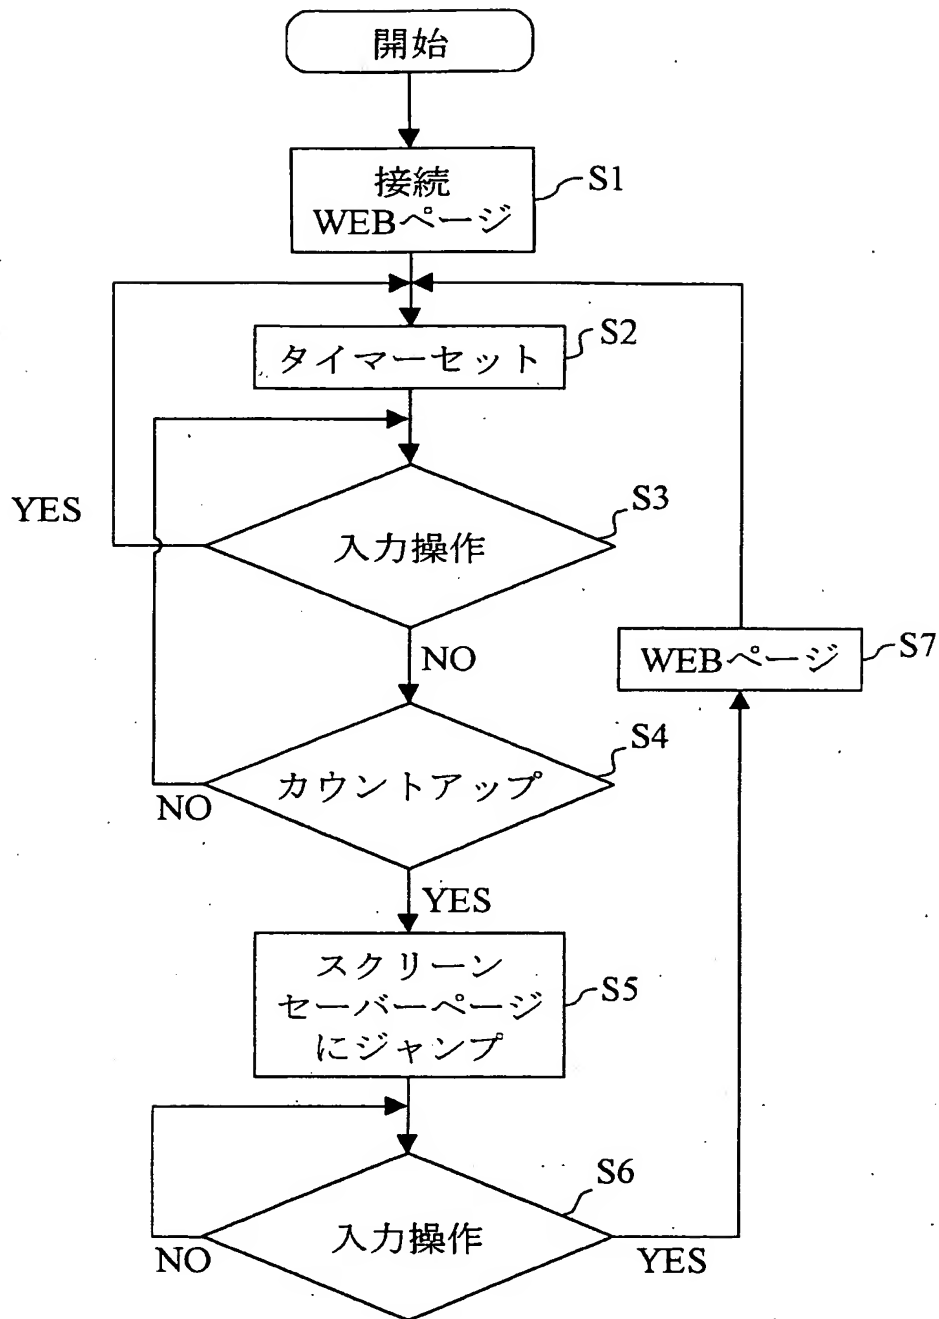 開始
接続
WEBページ
S1
タイマーセット
S2
入力操作
S3
YES
NO
WEBページ
S7
カウントアップ
S4
NO
YES
スクリーン
セーバーページ
にジャンプ
S5
入力操作
S6
NO
YES